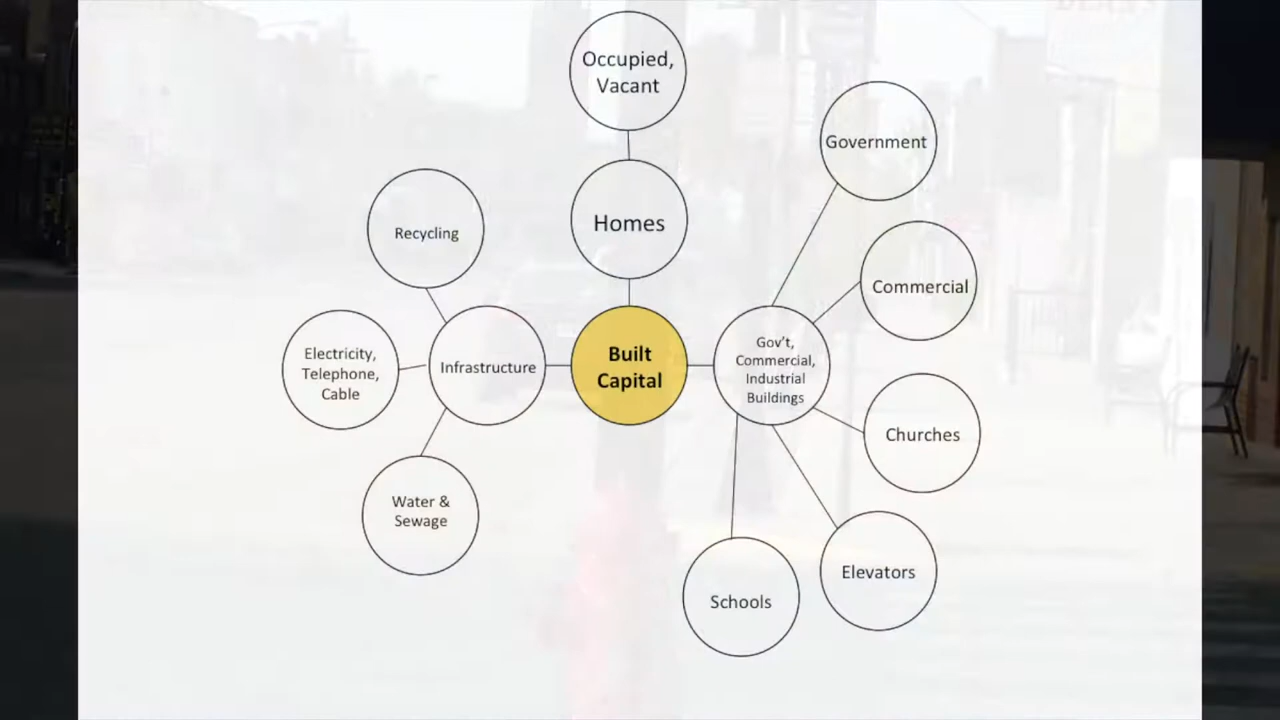 Occupied,
Vacant
Government
Homes
Recycling
Commercial
Gov't,
Commercial,
Industrial
Buildings
Built
Capital
Infrastructure
Electricity,
Telephone,
Cable
Churches
Water &
Sewage
Elevators
Schools